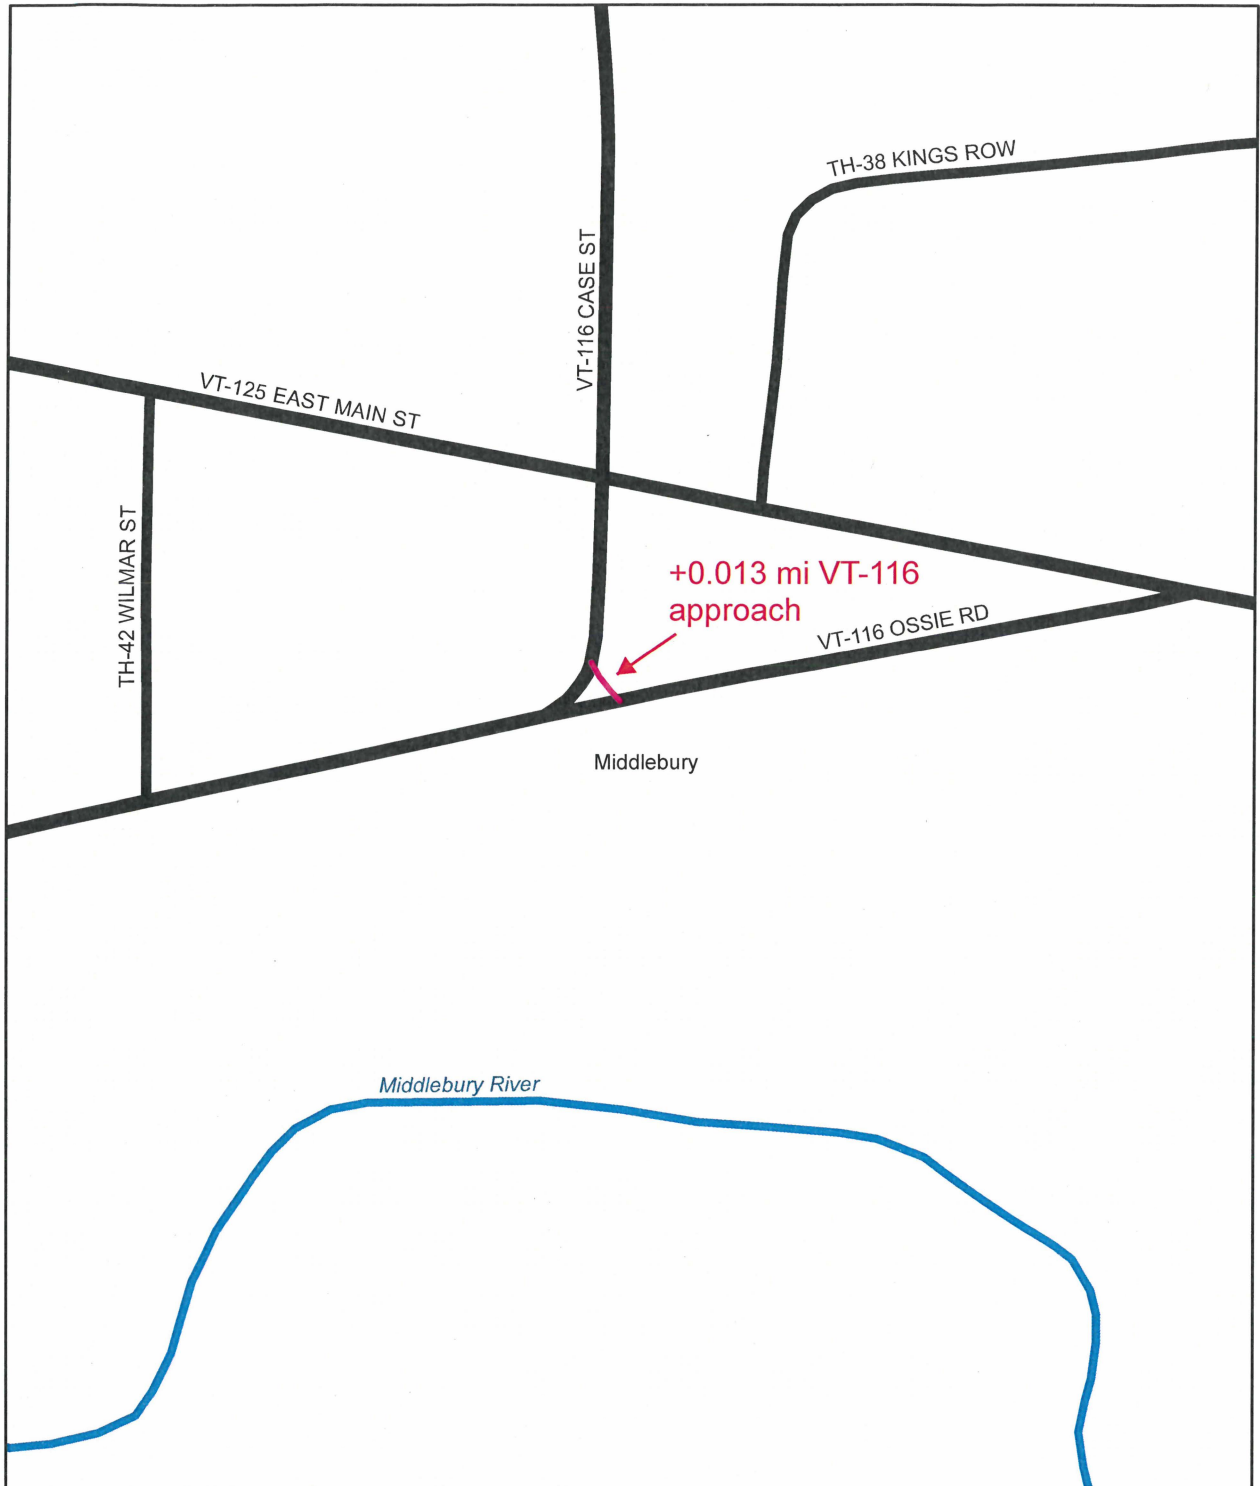 TH-38 KINGS ROW
VT-116 CASE ST
VT-125 EAST MAIN ST
TH-42 WILMAR ST
+0.013 mi VT-116
approach
VT-116 OSSIE RD
Middlebury
Middlebury River